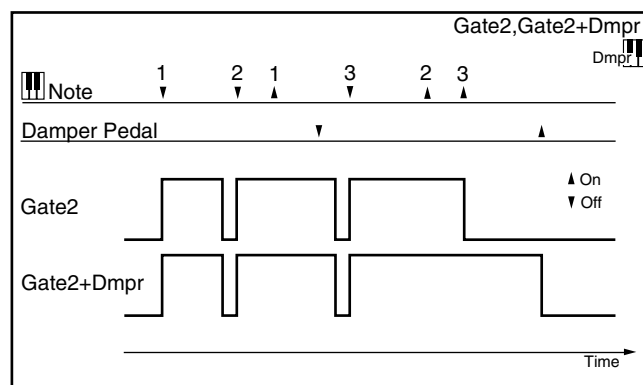 Gate2,Gate2+Dmpr
Dmpr
1 2 1 3 2 3
Note
Damper Pedal
On
Off
Gate2
Gate2+Dmpr
Time